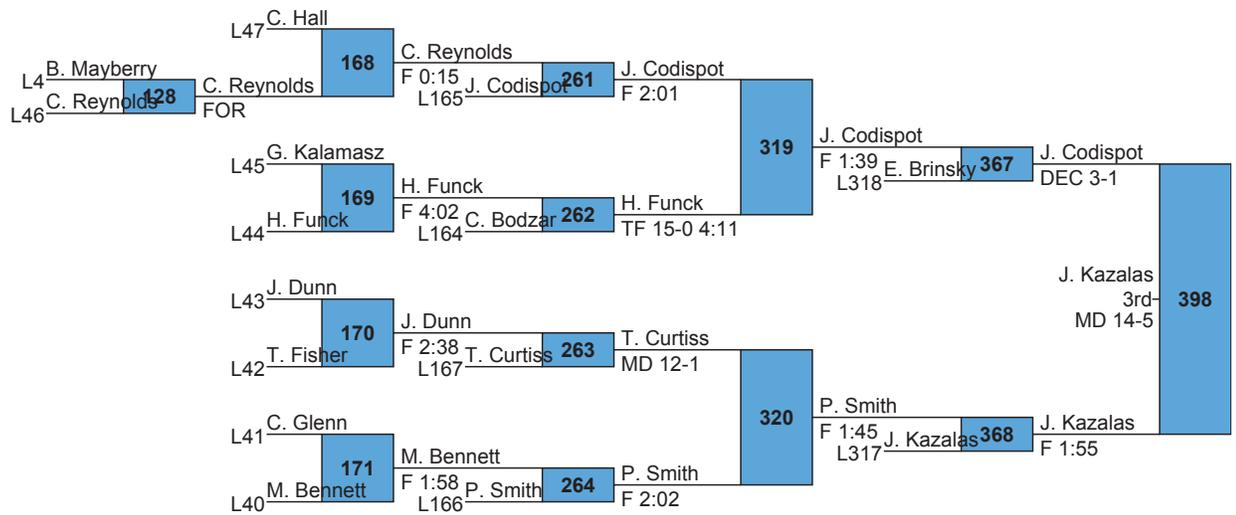 L4 B. Mayberry
L46 C. Reynolds
128
C. Reynolds
FOR
L47 C. Hall
168
C. Reynolds
F 0:15
L165 J. Codispot
261
J. Codispot
F 2:01
L45 G. Kalamasz
L44 H. Funck
169
H. Funck
F 4:02
L164 C. Bodzar
262
H. Funck
TF 15-0 4:11
319
J. Codispot
F 1:39
L318 E. Brinsky
367
J. Codispot
DEC 3-1
L43 J. Dunn
L42 T. Fisher
170
J. Dunn
F 2:38
L167 T. Curtiss
263
T. Curtiss
MD 12-1
L41 C. Glenn
L40 M. Bennett
171
M. Bennett
F 1:58
L166 P. Smith
264
P. Smith
F 2:02
320
P. Smith
F 1:45
L317 J. Kazalas
368
J. Kazalas
F 1:55
J. Kazalas
3rd
MD 14-5
398